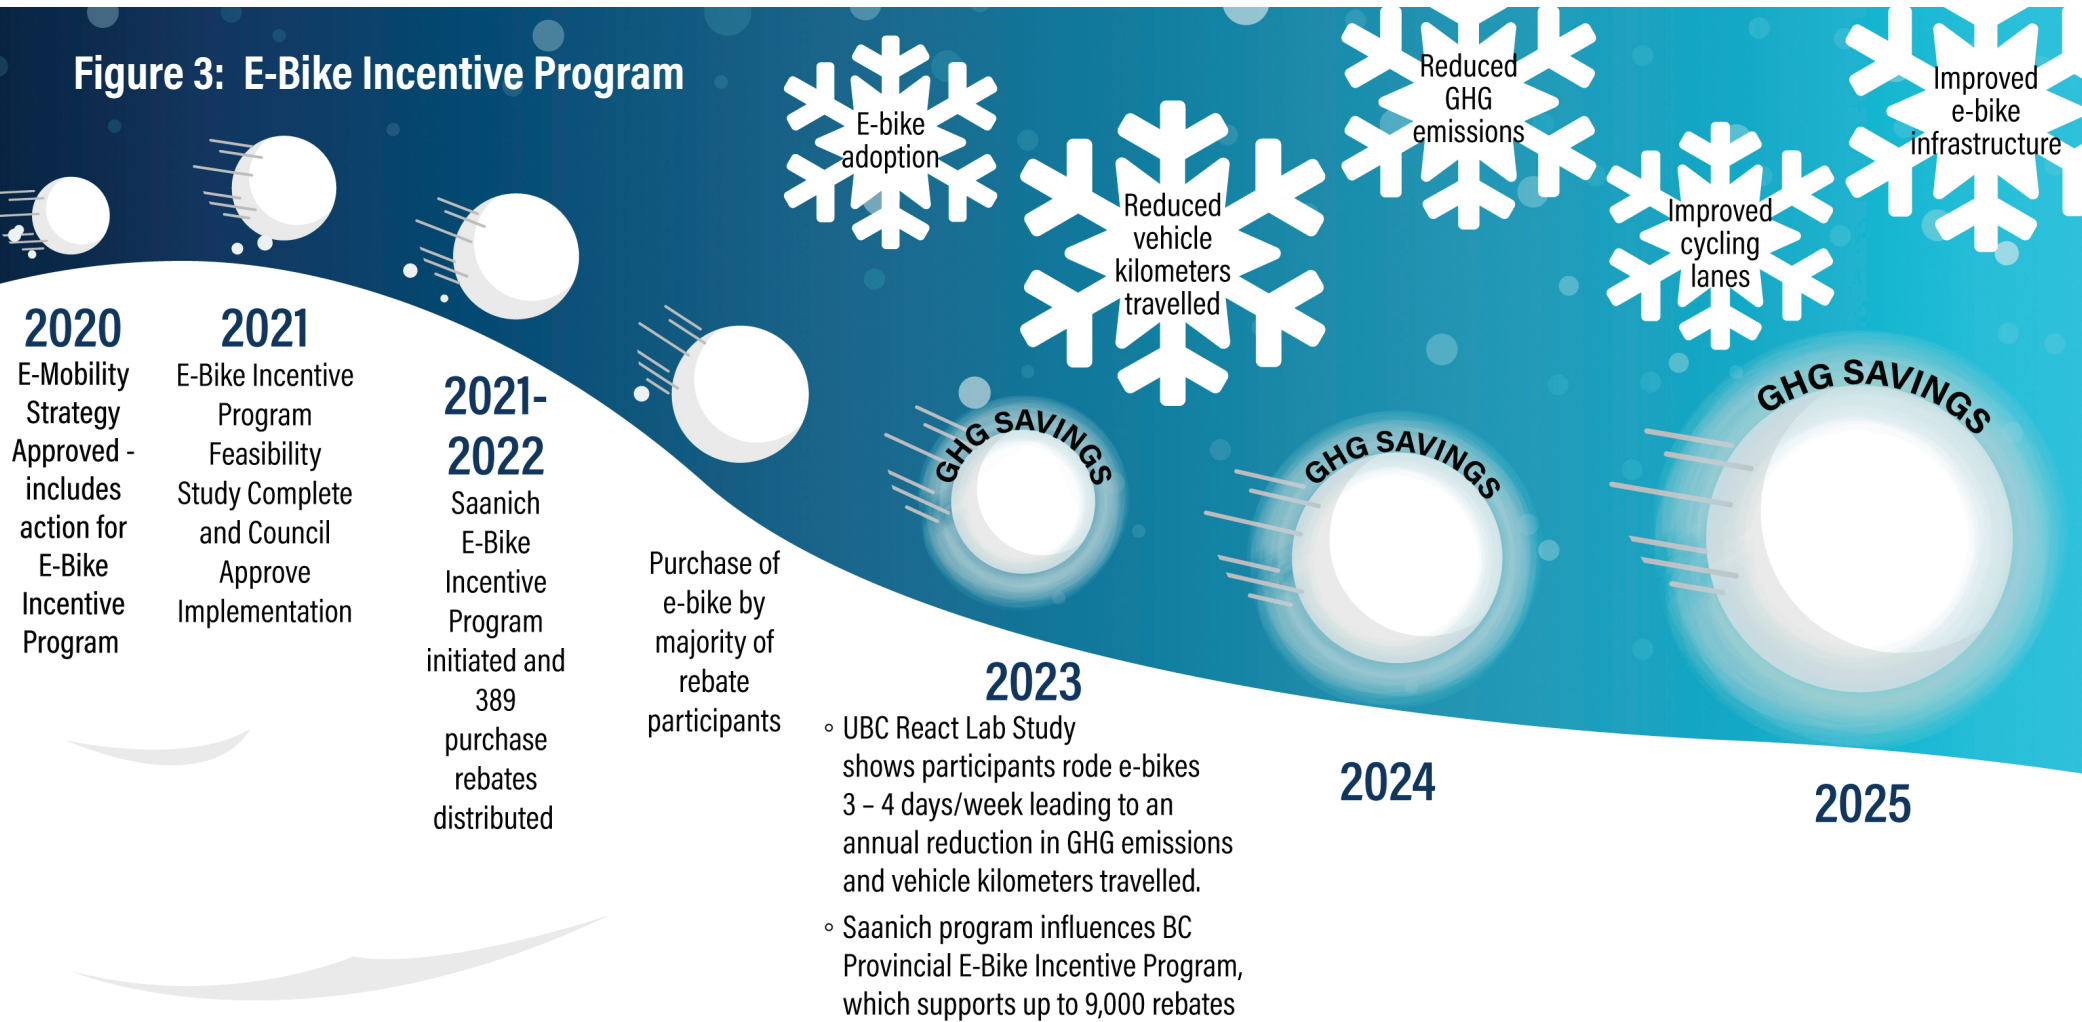 Figure 3: E-Bike Incentive Program
E-bike
adoption
Reduced
vehicle
kilometers
travelled
Reduced
GHG
emissions
Improved
cycling
lanes
Improved
e-bike
infrastructure
2020
E-Mobility
Strategy
Approved -
includes
action for
E-Bike
Incentive
Program
2021
E-Bike Incentive
Program
Feasibility
Study Complete
and Council
Approve
Implementation
2021-
2022
Saanich
E-Bike
Incentive
Program
initiated and
389
purchase
rebates
distributed
Purchase of
e-bike by
majority of
rebate
participants
GHG SAVINGS
2023
◦ UBC React Lab Study
shows participants rode e-bikes
3 – 4 days/week leading to an
annual reduction in GHG emissions
and vehicle kilometers travelled.
◦ Saanich program influences BC
Provincial E-Bike Incentive Program,
which supports up to 9,000 rebates
GHG SAVINGS
2024
GHG SAVINGS
2025